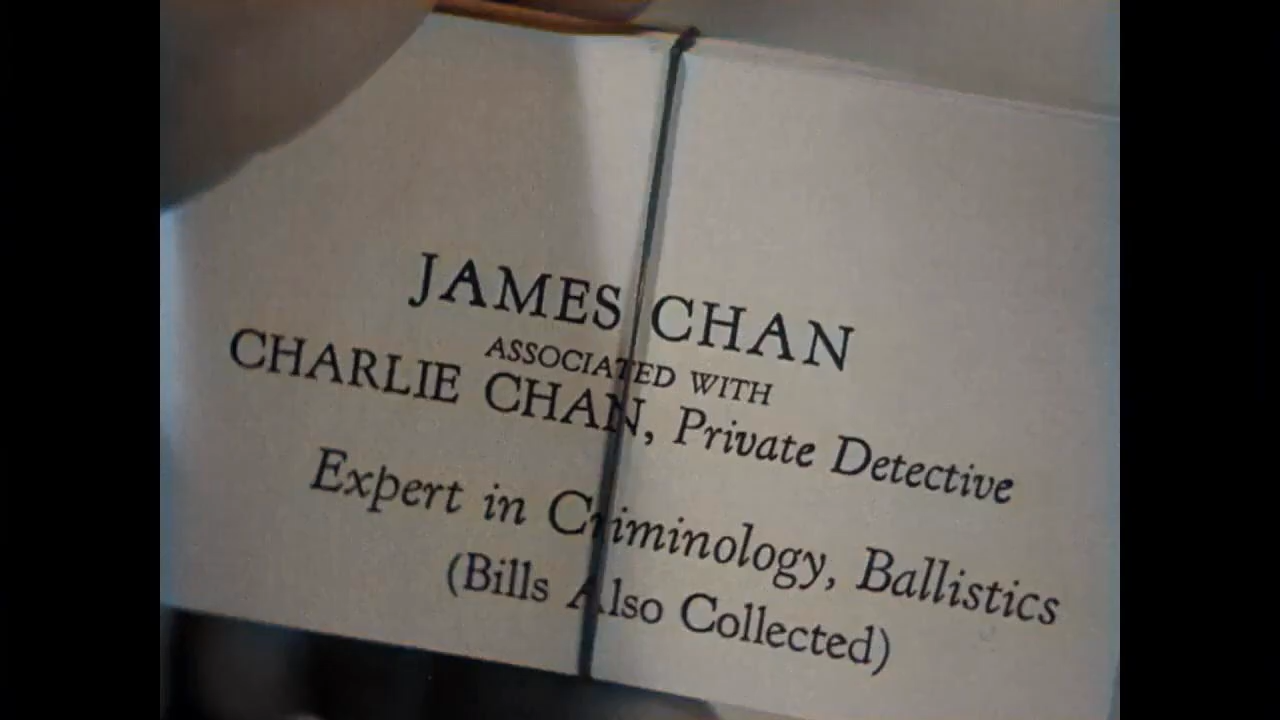 JAMES CHAN
ASSOCIATED WITH
CHARLIE CHAN, Private Detective
Expert in Criminology, Ballistics
(Bills Also Collected)